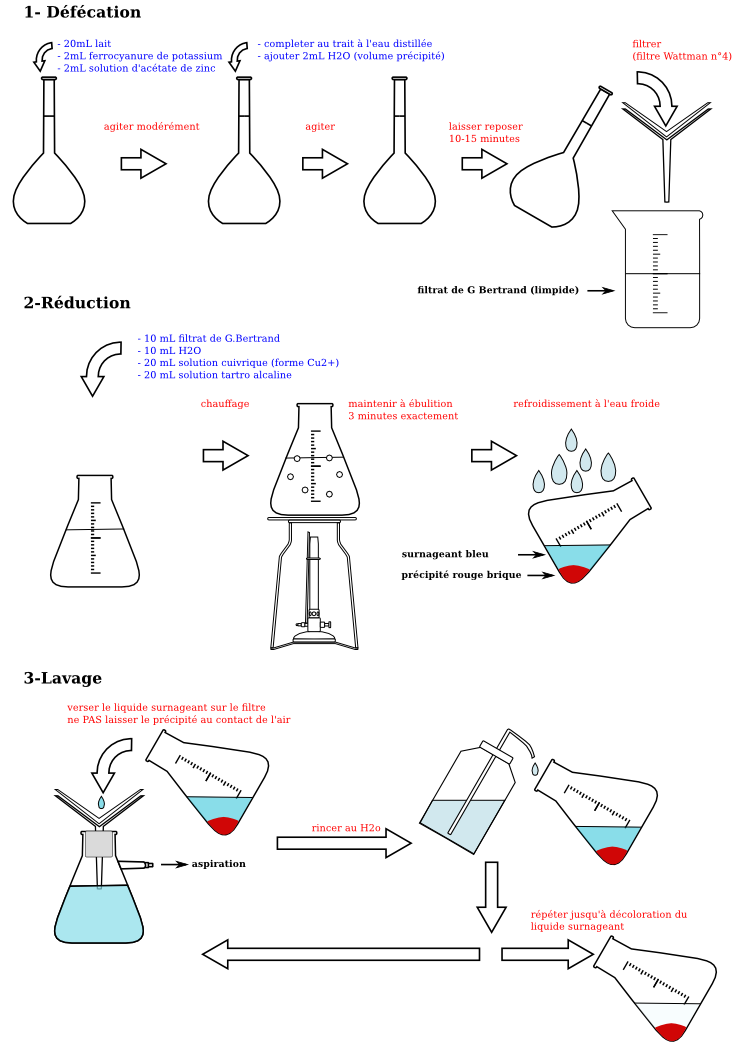 1- Défécation
- 20mL lait
- 2mL ferrocyanure de potassium
- 2mL solution d'acétate de zinc
- completer au trait à l'eau distillée
- ajouter 2mL H2O (volume précipité)
filtrer
(filtre Wattman n°4)
agiter modérément
agiter
laisser reposer
10-15 minutes
filtrat de G Bertrand (limpide)
2-Réduction
- 10 mL filtrat de G.Bertrand
- 10 mL H2O
- 20 mL solution cuivrique (forme Cu2+)
- 20 mL solution tartro alcaline
chauffage
maintenir à ébulition
3 minutes exactement
refroidissement à l'eau froide
surnageant bleu
précipité rouge brique
3-Lavage
verser le liquide surnageant sur le filtre
ne PAS laisser le précipité au contact de l'air
rincer au H2o
aspiration
répéter jusqu'à décoloration du
liquide surnageant